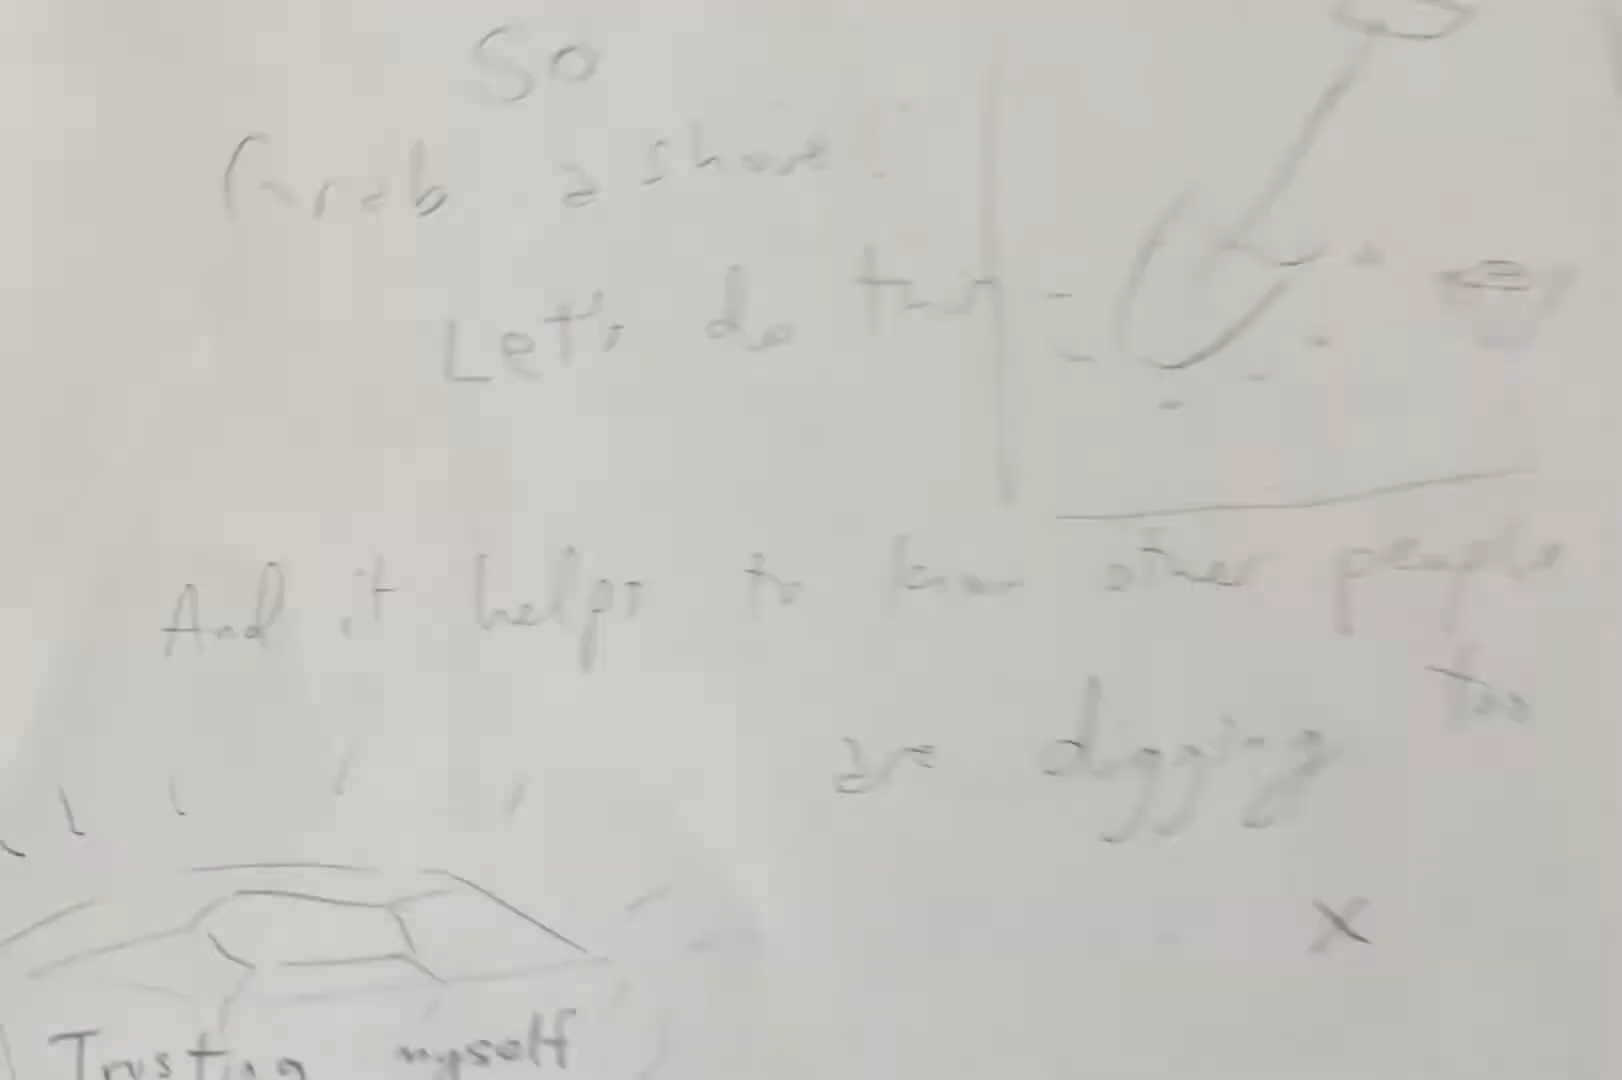 So
Grab a shovel!
Let's do this
And it helps to know other people
are digging too
x
Trusting myself